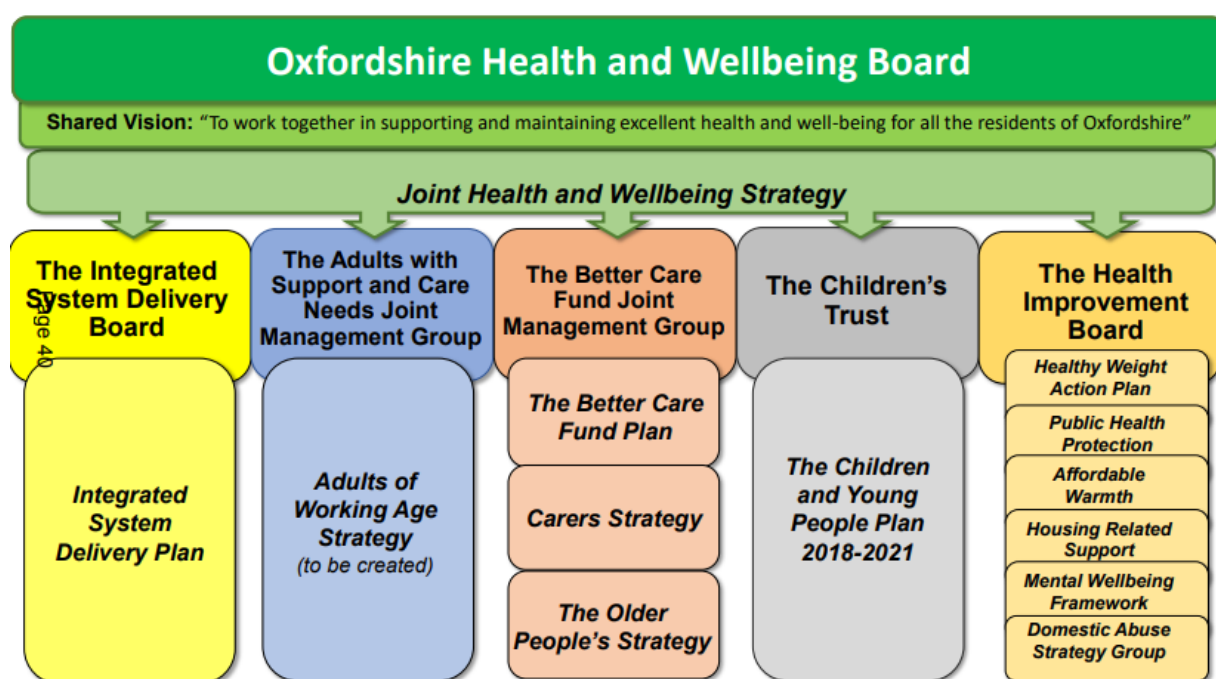 Oxfordshire Health and Wellbeing Board
Shared Vision: “To work together in supporting and maintaining excellent health and well-being for all the residents of Oxfordshire”
Joint Health and Wellbeing Strategy
The Integrated
System Delivery
Board
Page 40
Integrated
System
Delivery Plan
The Adults with
Support and Care
Needs Joint
Management Group
Adults of
Working Age
Strategy
(to be created)
The Better Care
Fund Joint
Management Group
The Better Care
Fund Plan
Carers Strategy
The Older
People’s Strategy
The Children’s
Trust
The Children
and Young
People Plan
2018-2021
The Health
Improvement
Board
Healthy Weight
Action Plan
Public Health
Protection
Affordable
Warmth
Housing Related
Support
Mental Wellbeing
Framework
Domestic Abuse
Strategy Group